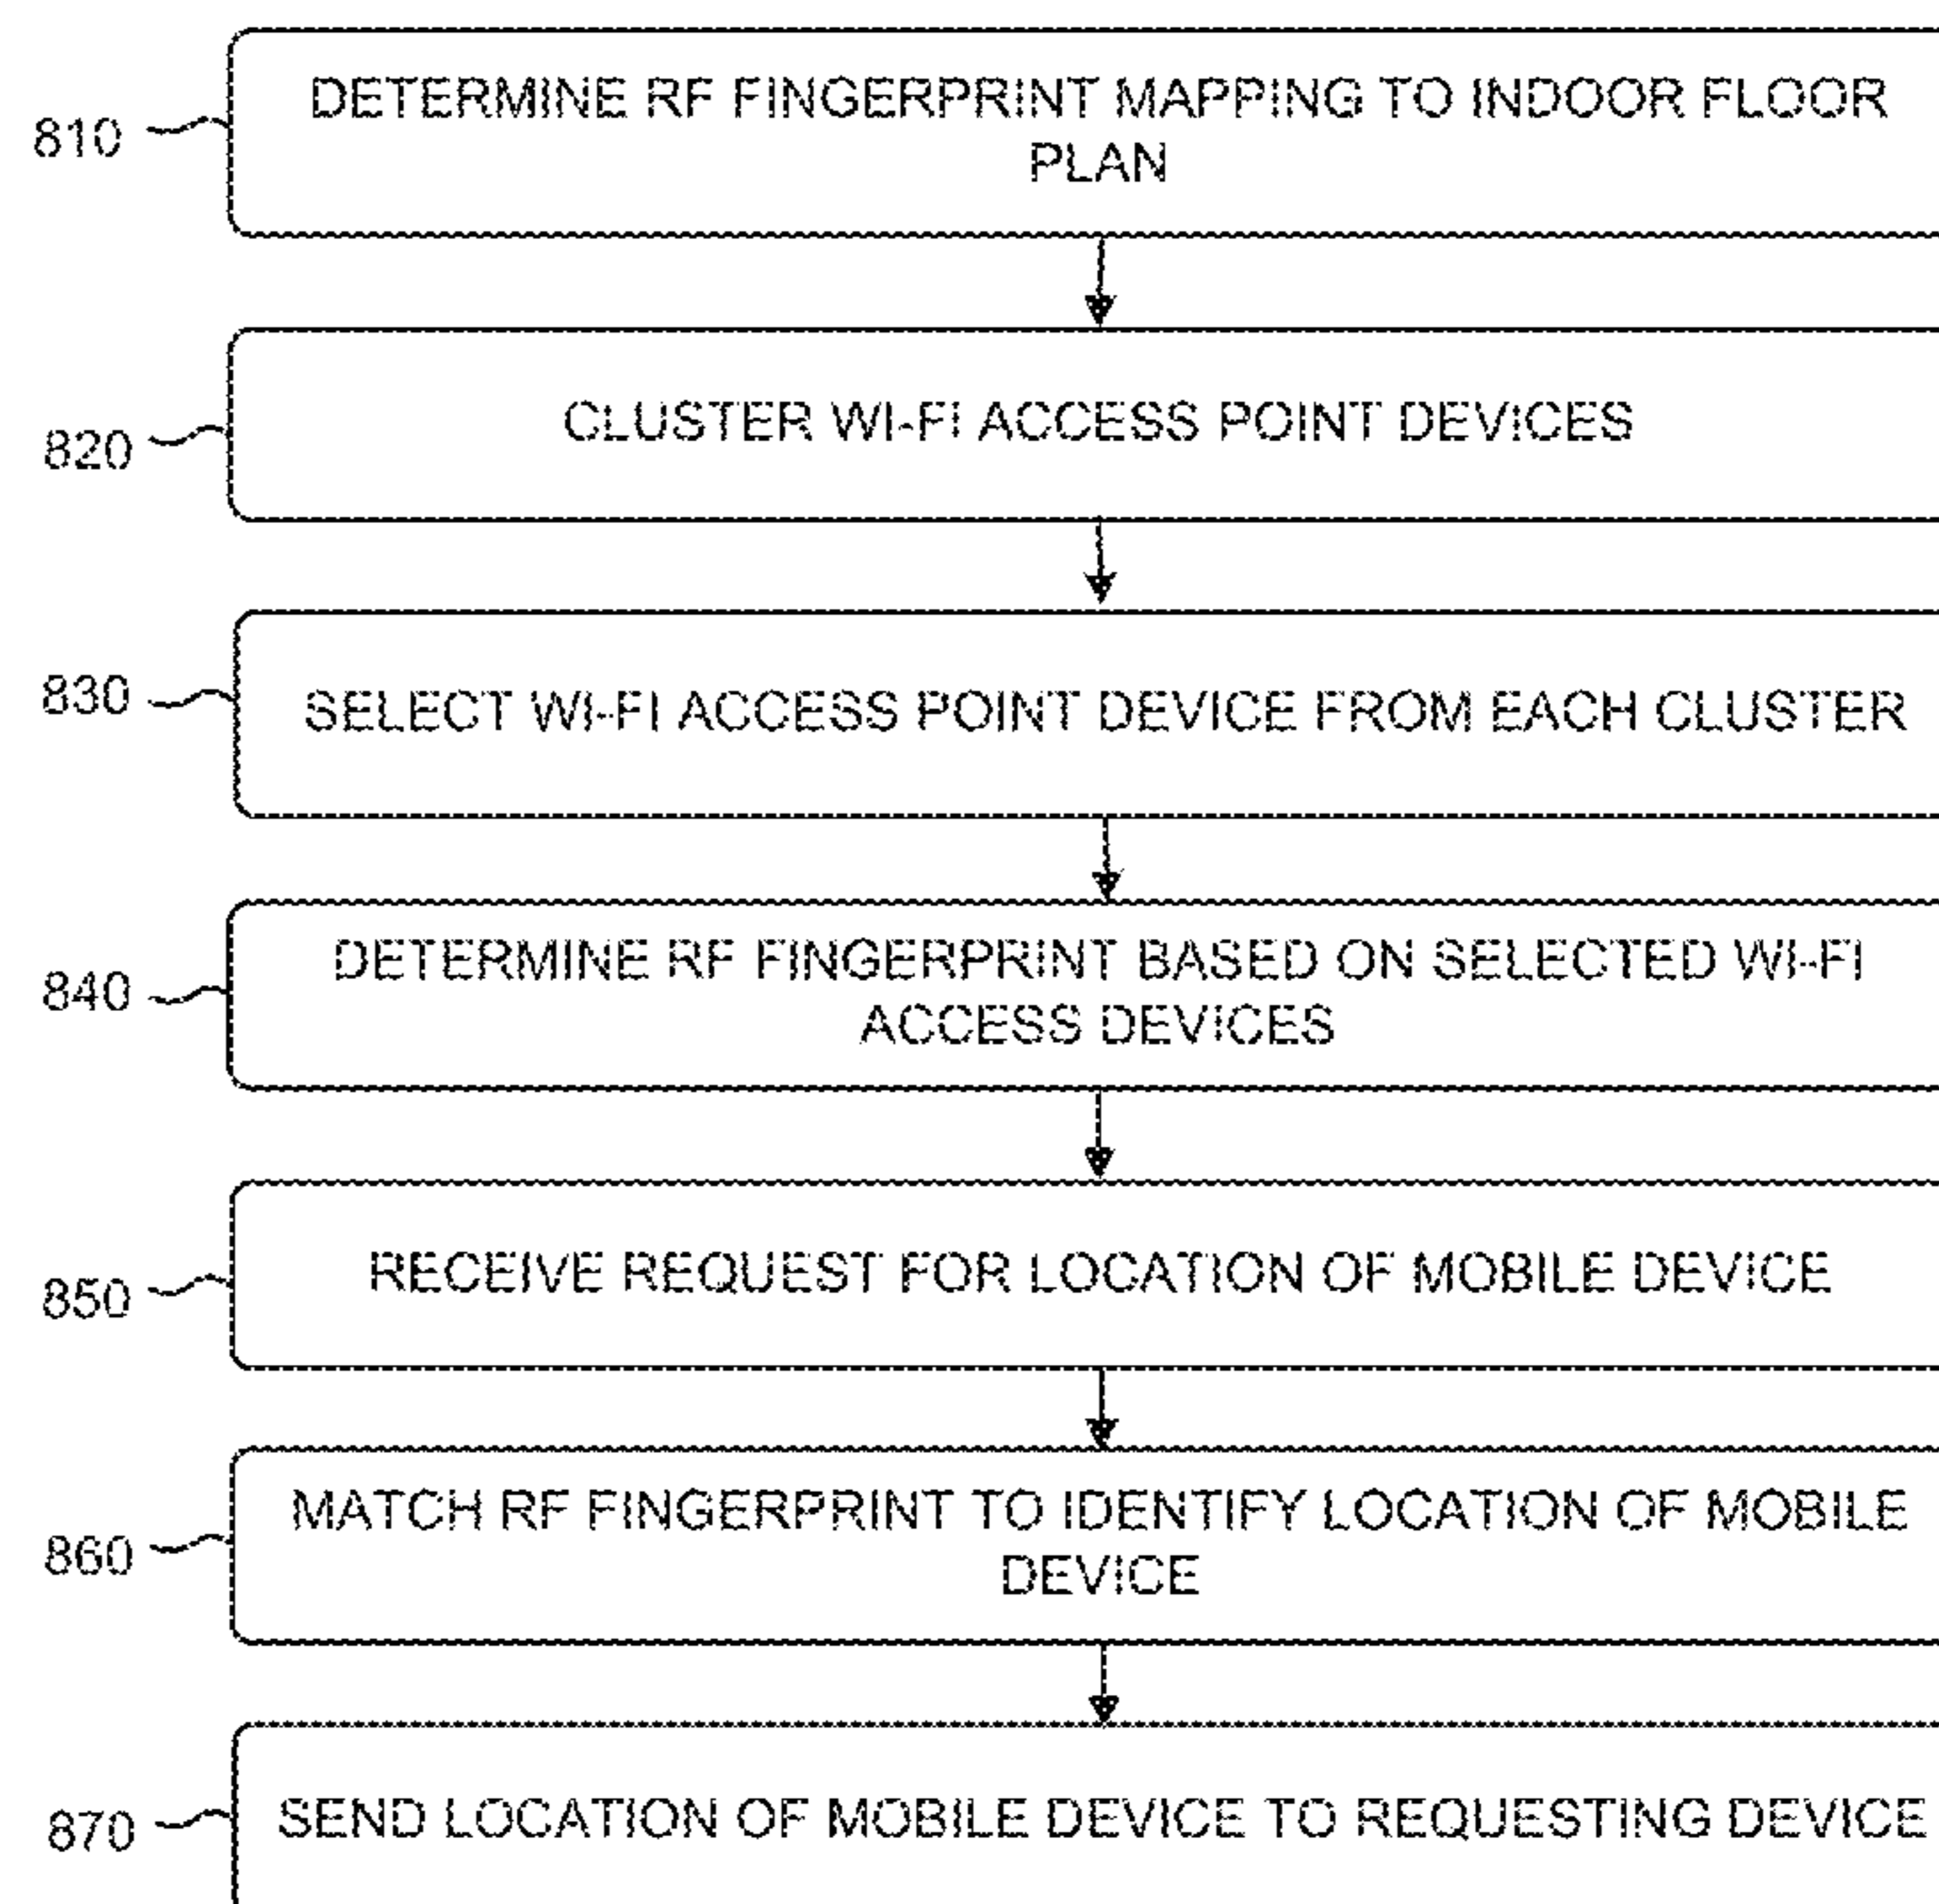 810
DETERMINE RF FINGERPRINT MAPPING TO INDOOR FLOOR
PLAN
820
CLUSTER WI-FI ACCESS POINT DEVICES
830
SELECT WI-FI ACCESS POINT DEVICE FROM EACH CLUSTER
840
DETERMINE RF FINGERPRINT BASED ON SELECTED WI-FI
ACCESS DEVICES
850
RECEIVE REQUEST FOR LOCATION OF MOBILE DEVICE
860
MATCH RF FINGERPRINT TO IDENTIFY LOCATION OF MOBILE
DEVICE
870
SEND LOCATION OF MOBILE DEVICE TO REQUESTING DEVICE